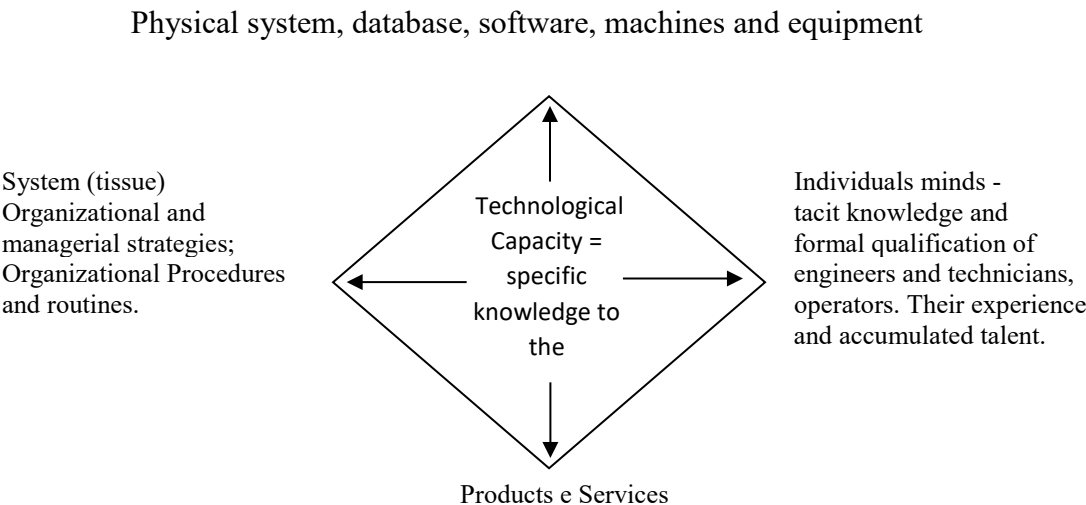 Physical system, database, software, machines and equipment
System (tissue)
Organizational and
managerial strategies;
Organizational Procedures
and routines.
Technological
Capacity =
specific
knowledge to
the
Individuals minds -
tacit knowledge and
formal qualification of
engineers and technicians,
operators. Their experience
and accumulated talent.
Products e Services